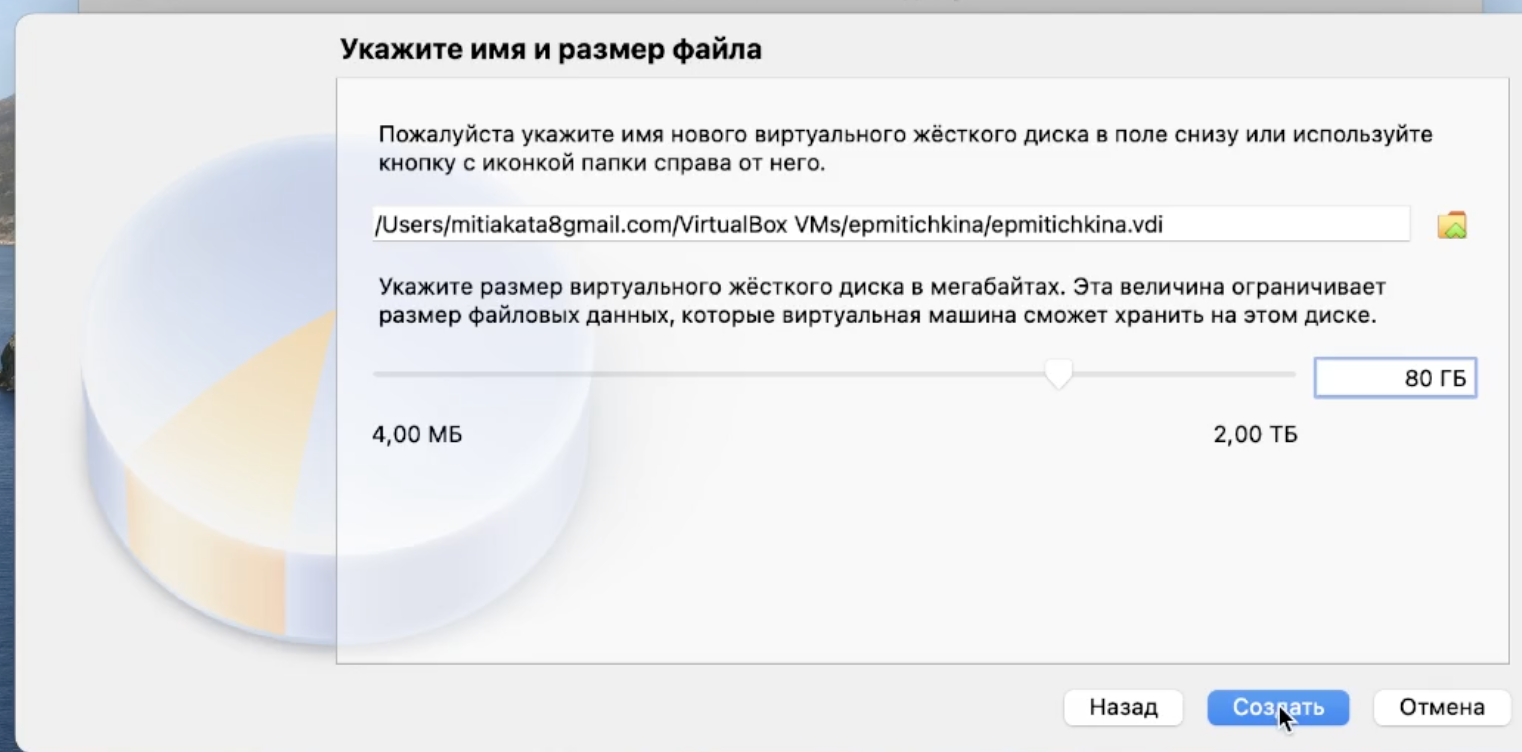 Укажите имя и размер файла
Пожалуйста укажите имя нового виртуального жёсткого диска в поле снизу или используйте
кнопку с иконкой папки справа от него.
/Users/mitiakata8gmail.com/VirtualBox VMs/epmitichkina/epmitichkina.vdi
Укажите размер виртуального жёсткого диска в мегабайтах. Эта величина ограничивает
размер файловых данных, которые виртуальная машина сможет хранить на этом диске.
80 ГБ
4,00 МБ 2,00 ТБ
Назад Создать Отмена